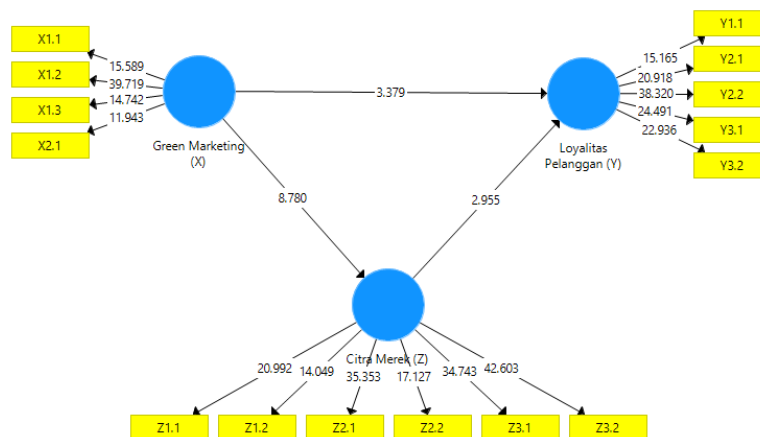 X1.1
X1.2
X1.3
X2.1
15.589
39.719
14.742
11.943
Green Marketing
(X)
3.379
8.780
2.955
Y1.1
Y2.1
Y2.2
Y3.1
Y3.2
15.165
20.918
38.320
24.491
22.936
Loyalitas
Pelanggan (Y)
Citra Merek (Z)
20.992
14.049
35.353
17.127
34.743
42.603
Z1.1
Z1.2
Z2.1
Z2.2
Z3.1
Z3.2